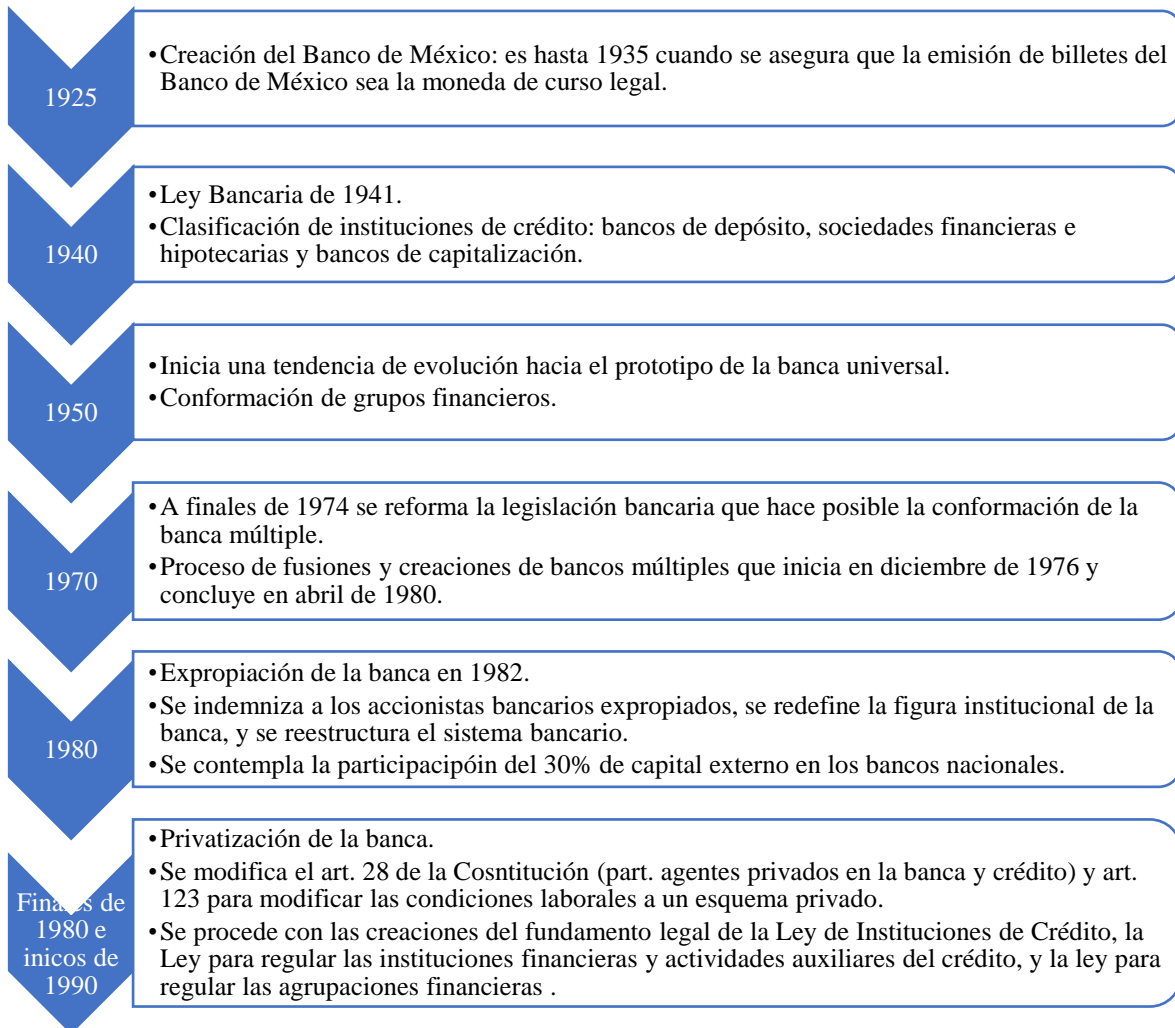 1925
•Creación del Banco de México: es hasta 1935 cuando se asegura que la emisión de billetes del
Banco de México sea la moneda de curso legal.
1940
•Ley Bancaria de 1941.
•Clasificación de instituciones de crédito: bancos de depósito, sociedades financieras e
hipotecarias y bancos de capitalización.
1950
•Inicia una tendencia de evolución hacia el prototipo de la banca universal.
•Conformación de grupos financieros.
1970
•A finales de 1974 se reforma la legislación bancaria que hace posible la conformación de la
banca múltiple.
•Proceso de fusiones y creaciones de bancos múltiples que inicia en diciembre de 1976 y
concluye en abril de 1980.
1980
•Expropiación de la banca en 1982.
•Se indemniza a los accionistas bancarios expropiados, se redefine la figura institucional de la
banca, y se reestructura el sistema bancario.
•Se contempla la participacipóin del 30% de capital externo en los bancos nacionales.
Finales de
1980 e
inicos de
1990
•Privatización de la banca.
•Se modifica el art. 28 de la Cosntitución (part. agentes privados en la banca y crédito) y art.
123 para modificar las condiciones laborales a un esquema privado.
•Se procede con las creaciones del fundamento legal de la Ley de Instituciones de Crédito, la
Ley para regular las instituciones financieras y actividades auxiliares del crédito, y la ley para
regular las agrupaciones financieras .